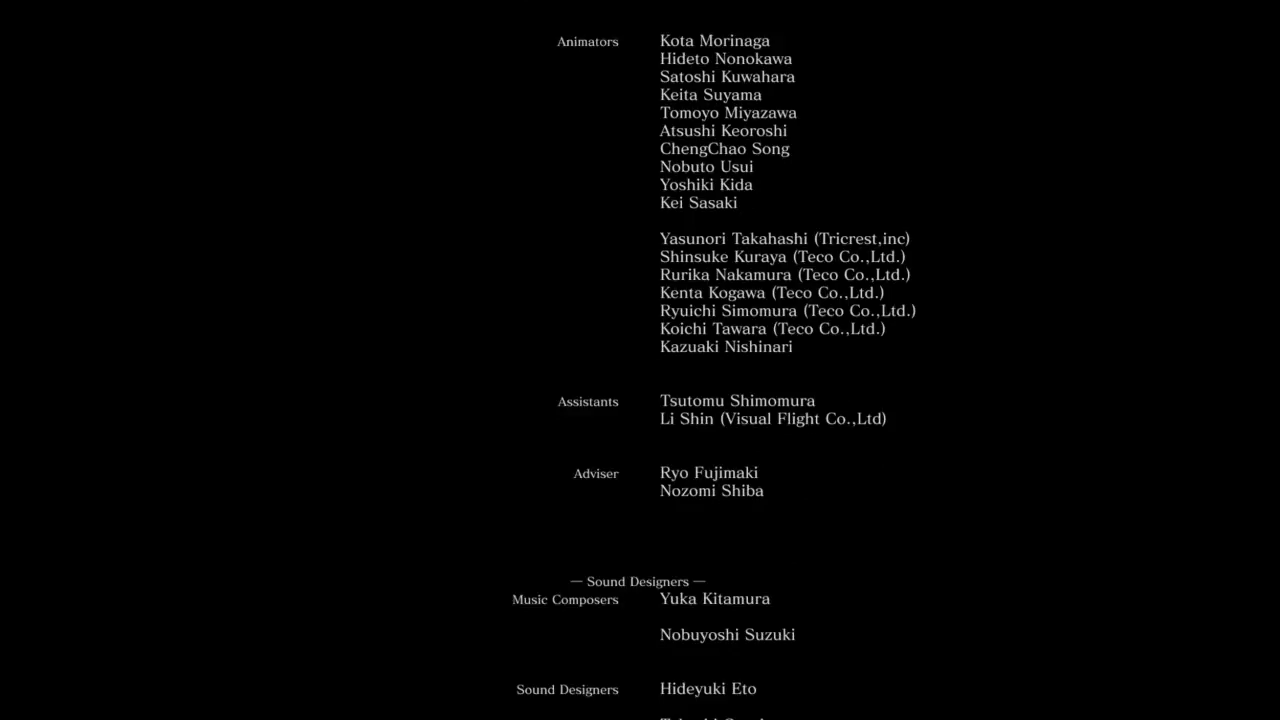 Animators Kota Morinaga
Hideto Nonokawa
Satoshi Kuwahara
Keita Suyama
Tomoyo Miyazawa
Atsushi Keoroshi
ChengChao Song
Nobuto Usui
Yoshiki Kida
Kei Sasaki
Yasunori Takahashi (Tricrest,inc)
Shinsuke Kuraya (Teco Co.,Ltd.)
Rurika Nakamura (Teco Co.,Ltd.)
Kenta Kogawa (Teco Co.,Ltd.)
Ryuichi Simomura (Teco Co.,Ltd.)
Koichi Tawara (Teco Co.,Ltd.)
Kazuaki Nishinari
Assistants Tsutomu Shimomura
Li Shin (Visual Flight Co.,Ltd)
Adviser Ryo Fujimaki
Nozomi Shiba
— Sound Designers —
Music Composers Yuka Kitamura
Nobuyoshi Suzuki
Sound Designers Hideyuki Eto